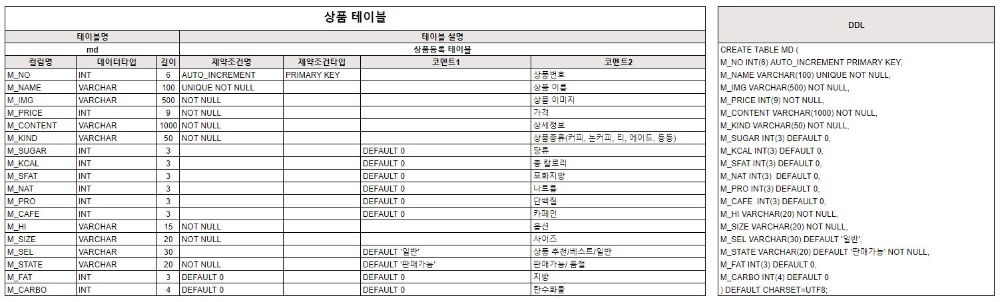 상품 테이블
테이블명 테이블 설명
md 상품등록 테이블
컬럼명 데이터타입 길이 제약조건명 제약조건타입 코멘트1 코멘트2
M_NO INT 6 AUTO_INCREMENT PRIMARY KEY 상품번호
M_NAME VARCHAR 100 UNIQUE NOT NULL 상품 이름
M_IMG VARCHAR 500 NOT NULL 상품 이미지
M_PRICE INT 9 NOT NULL 가격
M_CONTENT VARCHAR 1000 NOT NULL 상세정보
M_KIND VARCHAR 50 NOT NULL 상품종류(커피, 논커피, 티, 에이드, 등등)
M_SUGAR INT 3 DEFAULT 0 당류
M_KCAL INT 3 DEFAULT 0 총 칼로리
M_SFAT INT 3 DEFAULT 0 포화지방
M_NAT INT 3 DEFAULT 0 나트륨
M_PRO INT 3 DEFAULT 0 단백질
M_CAFE INT 3 DEFAULT 0 카페인
M_HI VARCHAR 15 NOT NULL 옵션
M_SIZE VARCHAR 20 NOT NULL 사이즈
M_SEL VARCHAR 30 DEFAULT '일반' 상품 추천/베스트/일반
M_STATE VARCHAR 20 NOT NULL DEFAULT '판매가능' 판매가능/ 품절
M_FAT INT 3 DEFAULT 0 DEFAULT 0 지방
M_CARBO INT 4 DEFAULT 0 DEFAULT 0 탄수화물
DDL
CREATE TABLE MD (
M_NO INT(6) AUTO_INCREMENT PRIMARY KEY,
M_NAME VARCHAR(100) UNIQUE NOT NULL,
M_IMG VARCHAR(500) NOT NULL,
M_PRICE INT(9) NOT NULL,
M_CONTENT VARCHAR(1000) NOT NULL,
M_KIND VARCHAR(50) NOT NULL,
M_SUGAR INT(3) DEFAULT 0,
M_KCAL INT(3) DEFAULT 0,
M_SFAT INT(3) DEFAULT 0,
M_NAT INT(3)  DEFAULT 0,
M_PRO INT(3) DEFAULT 0,
M_CAFE  INT(3) DEFAULT 0,
M_HI VARCHAR(20) NOT NULL,
M_SIZE VARCHAR(20) NOT NULL,
M_SEL VARCHAR(30) DEFAULT '일반',
M_STATE VARCHAR(20) DEFAULT '판매가능' NOT NULL,
M_FAT INT(3) DEFAULT 0,
M_CARBO INT(4) DEFAULT 0
) DEFAULT CHARSET=UTF8;